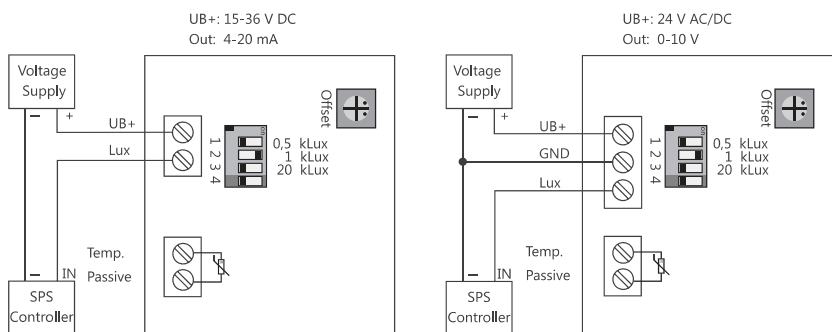 UB+: 15-36 V DC
Out: 4-20 mA
Voltage
Supply
− +
UB+
Lux
1 2 3 4
on
0,5 kLux
1 kLux
20 kLux
Offset
Temp.
Passive
− IN
SPS
Controller
UB+: 24 V AC/DC
Out: 0-10 V
Voltage
Supply
− +
UB+
GND
Lux
1 2 3 4
on
0,5 kLux
1 kLux
20 kLux
Offset
Temp.
Passive
− IN
SPS
Controller